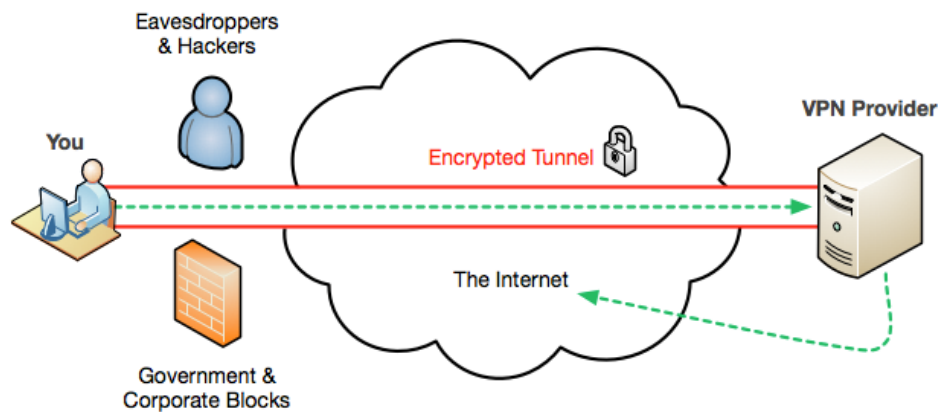 Eavesdroppers
& Hackers
VPN Provider
You
Encrypted Tunnel
The Internet
Government &
Corporate Blocks